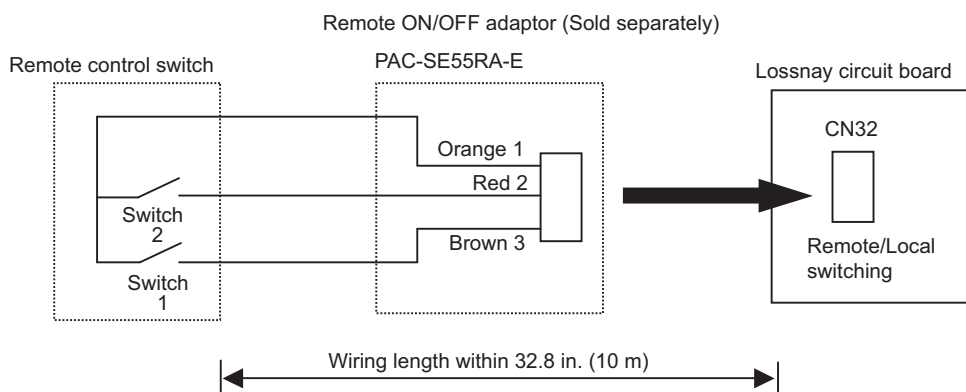 Remote ON/OFF adaptor (Sold separately)
Remote control switch
PAC-SE55RA-E
Lossnay circuit board
CN32
Orange 1
Red 2
Switch
2
Brown 3
Remote/Local
switching
Switch
1
Wiring length within 32.8 in. (10 m)